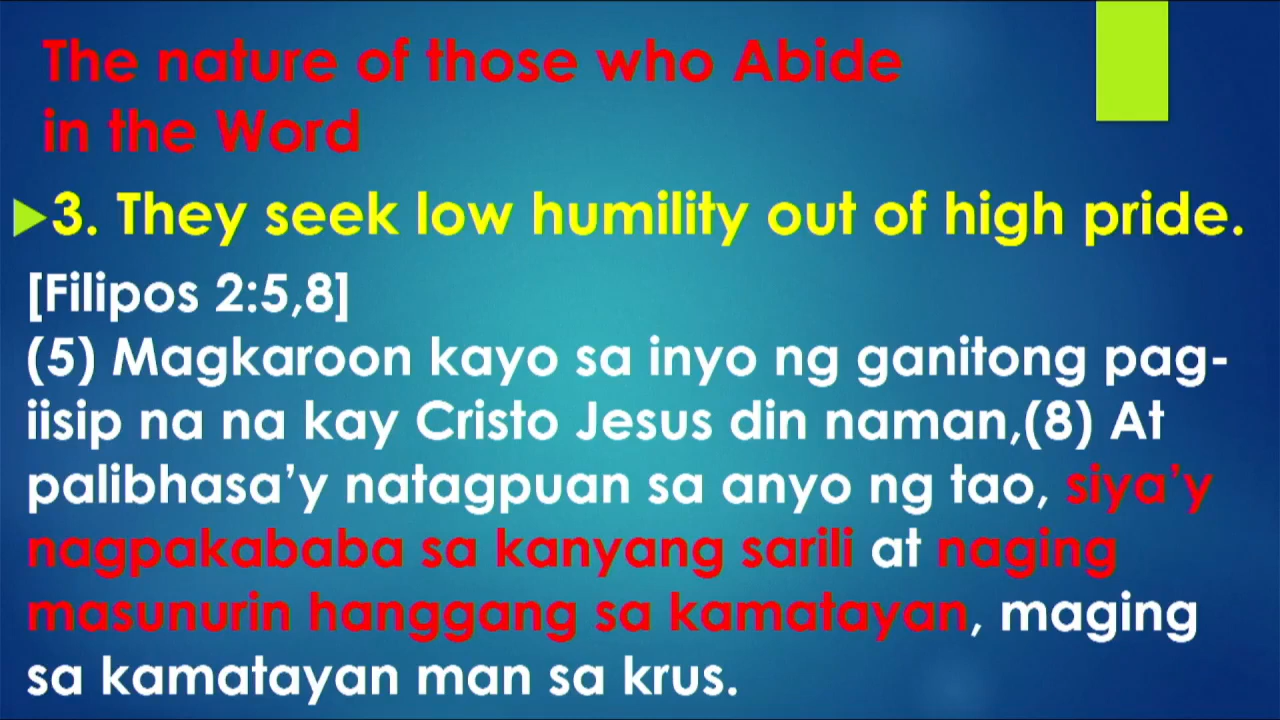 The nature of those who Abide
in the Word
3. They seek low humility out of high pride.
[Filipos 2:5,8]
(5) Magkaroon kayo sa inyo ng ganitong pag-
iisip na na kay Cristo Jesus din naman,(8) At
palibhasa’y natagpuan sa anyo ng tao, siya’y
nagpakababa sa kanyang sarili at naging
masunurin hanggang sa kamatayan, maging
sa kamatayan man sa krus.